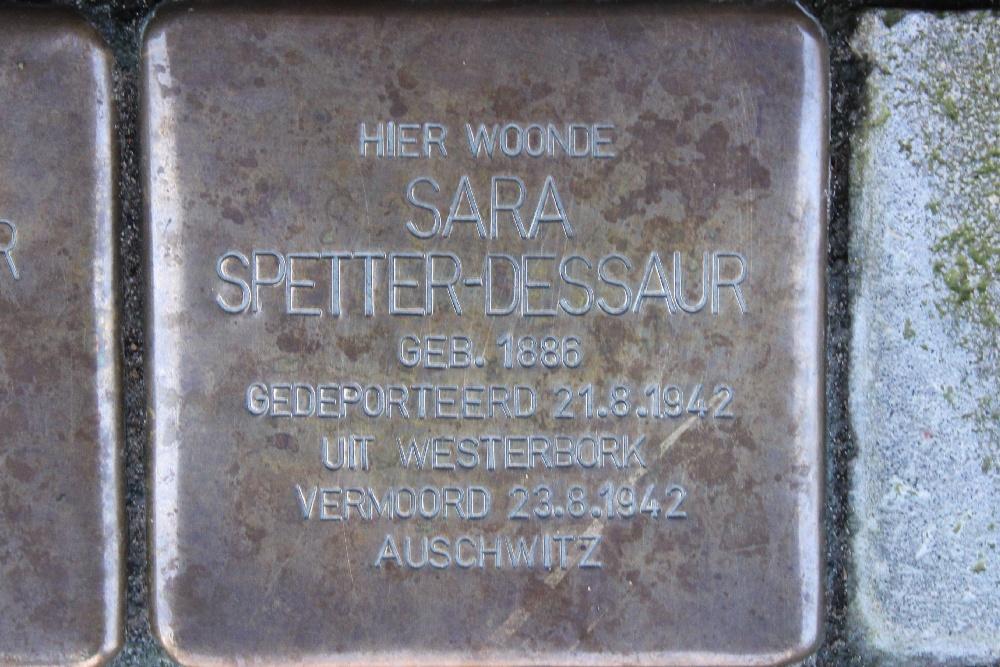 HIER WOONDE
SARA
SPETTER-DESSAUR
GEB. 1886
GEDEPORTEERD 21.8.1942
UIT WESTERBORK
VERMOORD 23.8.1942
AUSCHWITZ